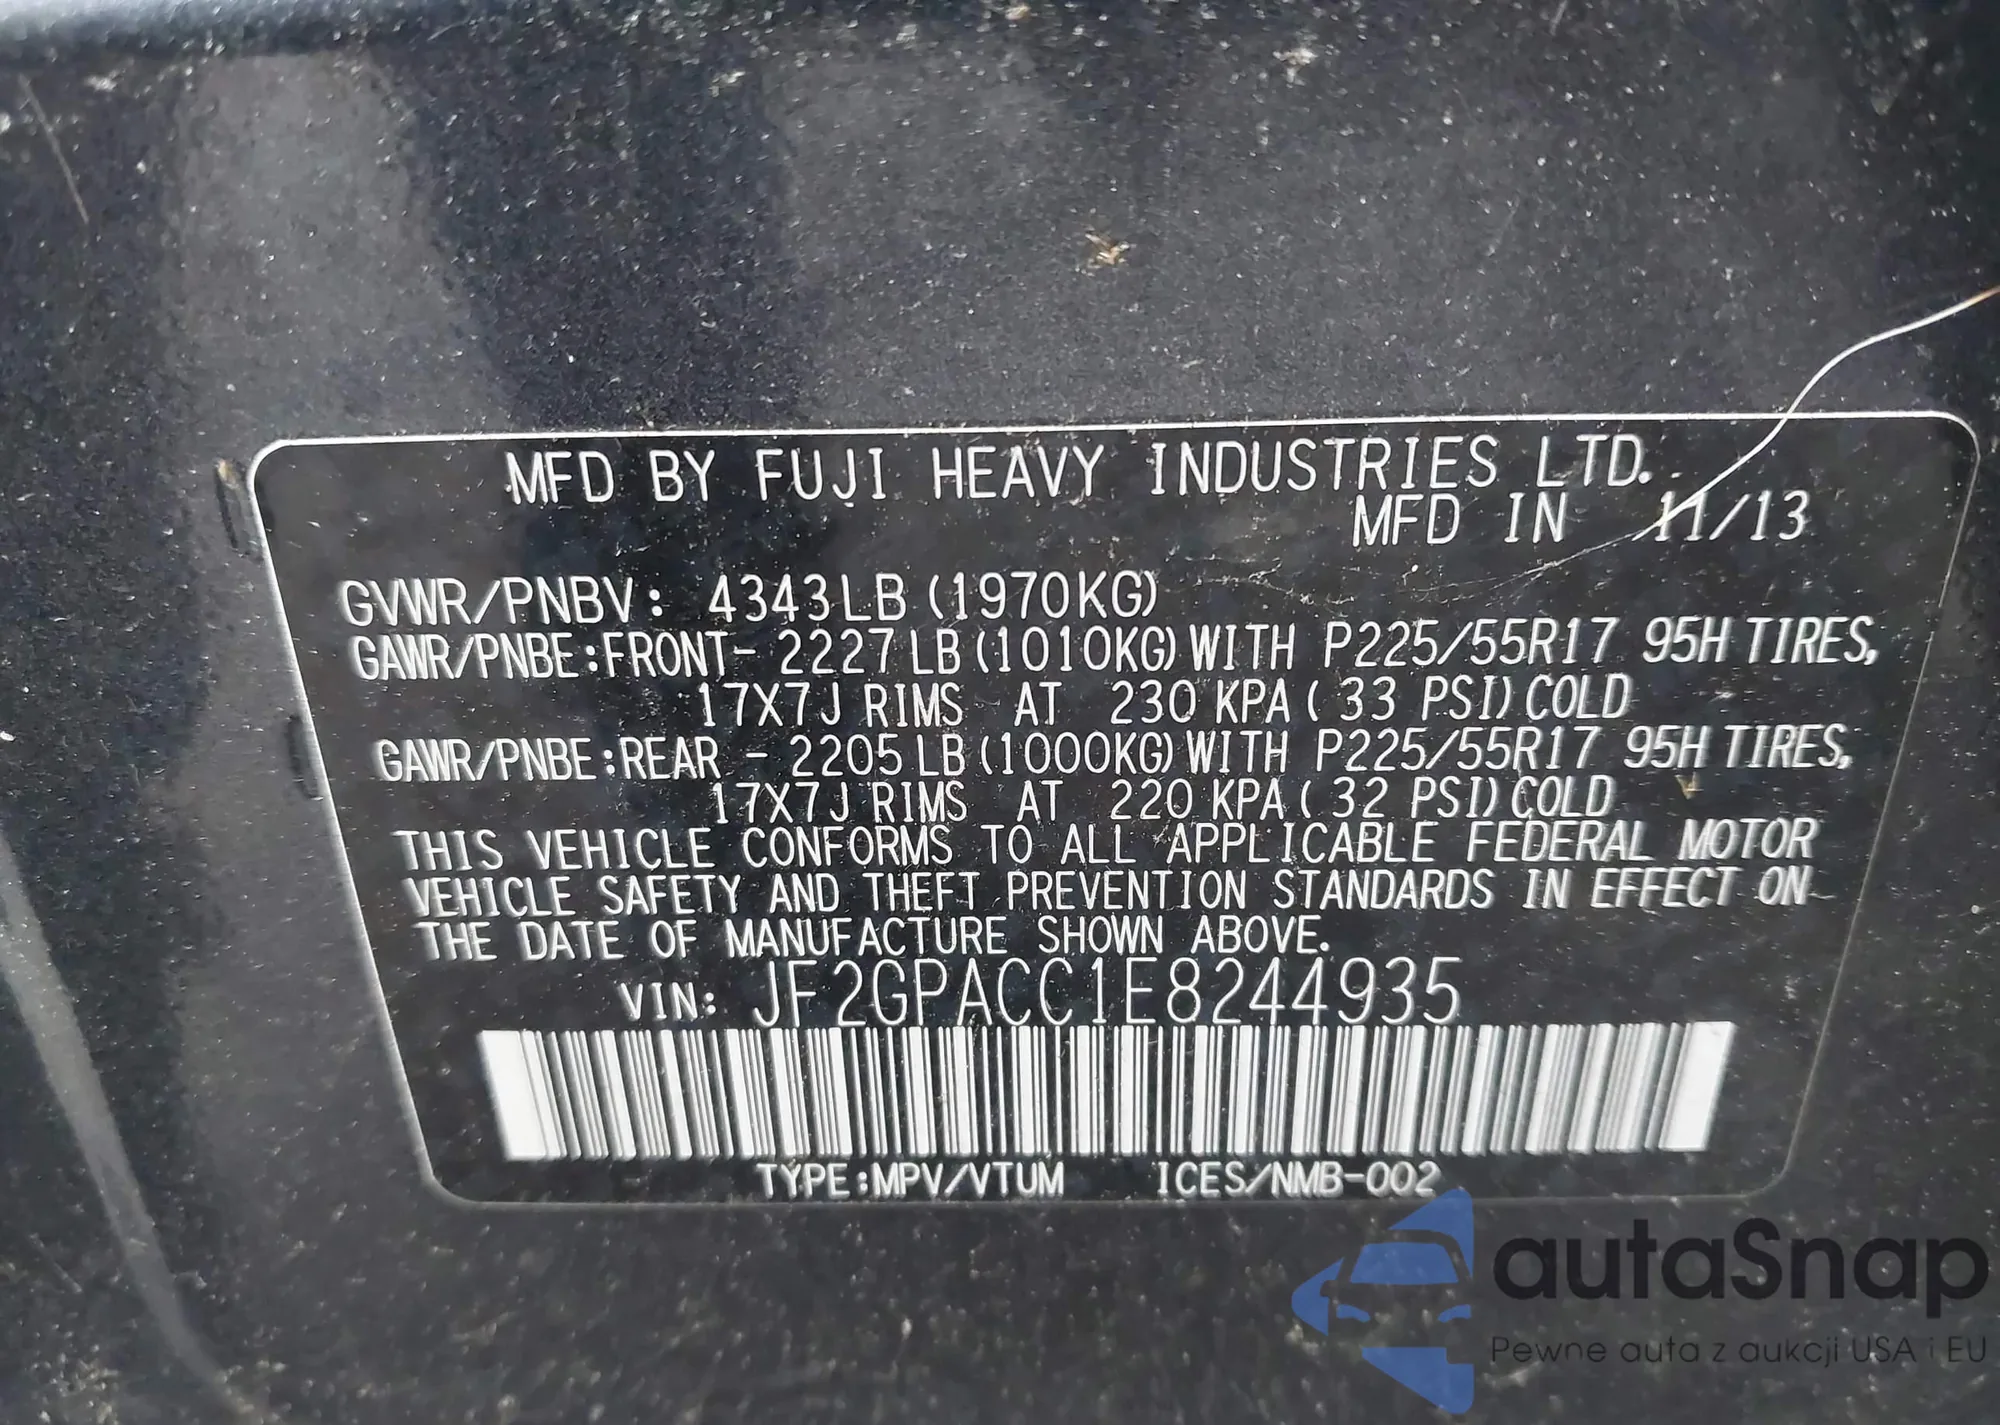 MFD BY FUJI HEAVY INDUSTRIES LTD.
MFD IN 11/13
GVWR/PNBV: 4343LB (1970KG)
GAWR/PNBE:FRONT- 2227 LB (1010KG) WITH P225/55R17 95H TIRES,
17X7J RIMS AT 230 KPA ( 33 PSI) COLD
GAWR/PNBE:REAR - 2205 LB (1000KG) WITH P225/55R17 95H TIRES,
17X7J RIMS AT 220 KPA ( 32 PSI) COLD
THIS VEHICLE CONFORMS TO ALL APPLICABLE FEDERAL MOTOR
VEHICLE SAFETY AND THEFT PREVENTION STANDARDS IN EFFECT ON
THE DATE OF MANUFACTURE SHOWN ABOVE.
VIN: JF2GPACC1E8244935
TYPE:MPV/VTUM ICES/NMB-002
autaSnap
Pewne auta z aukcji USA i EU